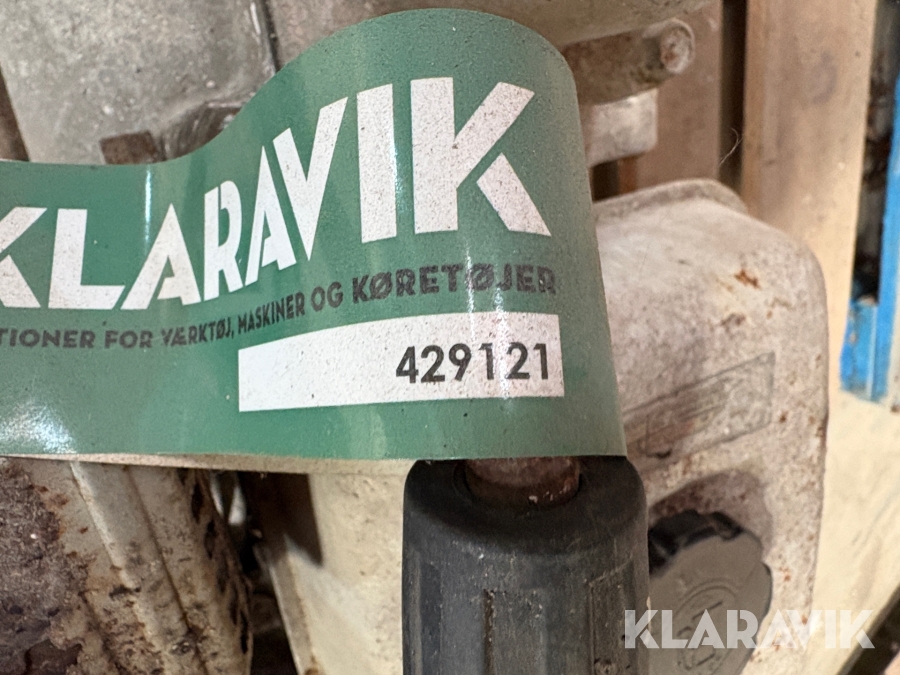 KLARAVIK
TIONER FOR VÆRKTØJ, MASKINER OG KØRETØJER
429121
KLARAVIK